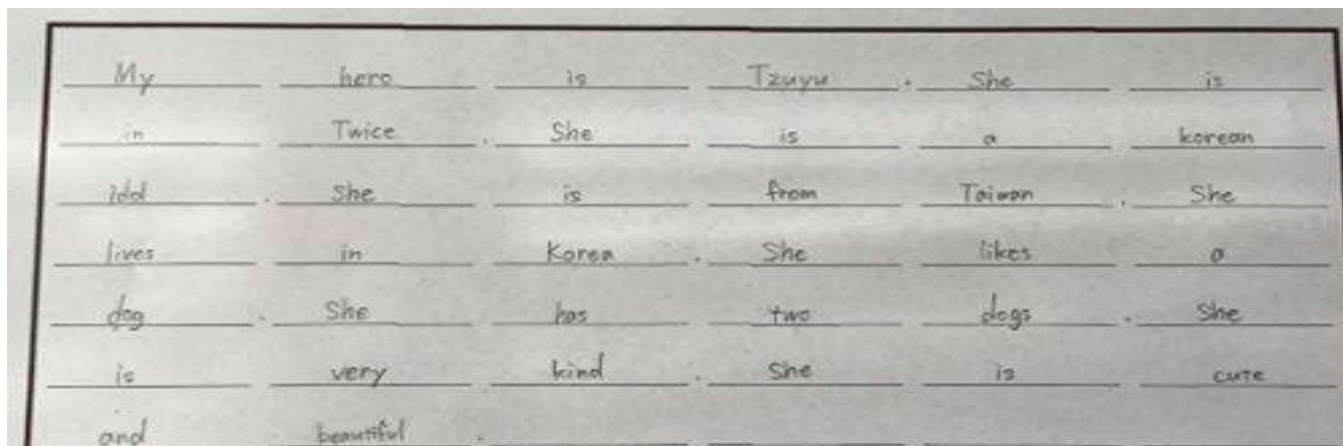 My hero is Tzuyu. She is
in Twice. She is a korean
idol. She is from Taiwan. She
lives in Korea. She likes a
dog. She has two dogs. She
is very kind. She is cute
and beautiful.